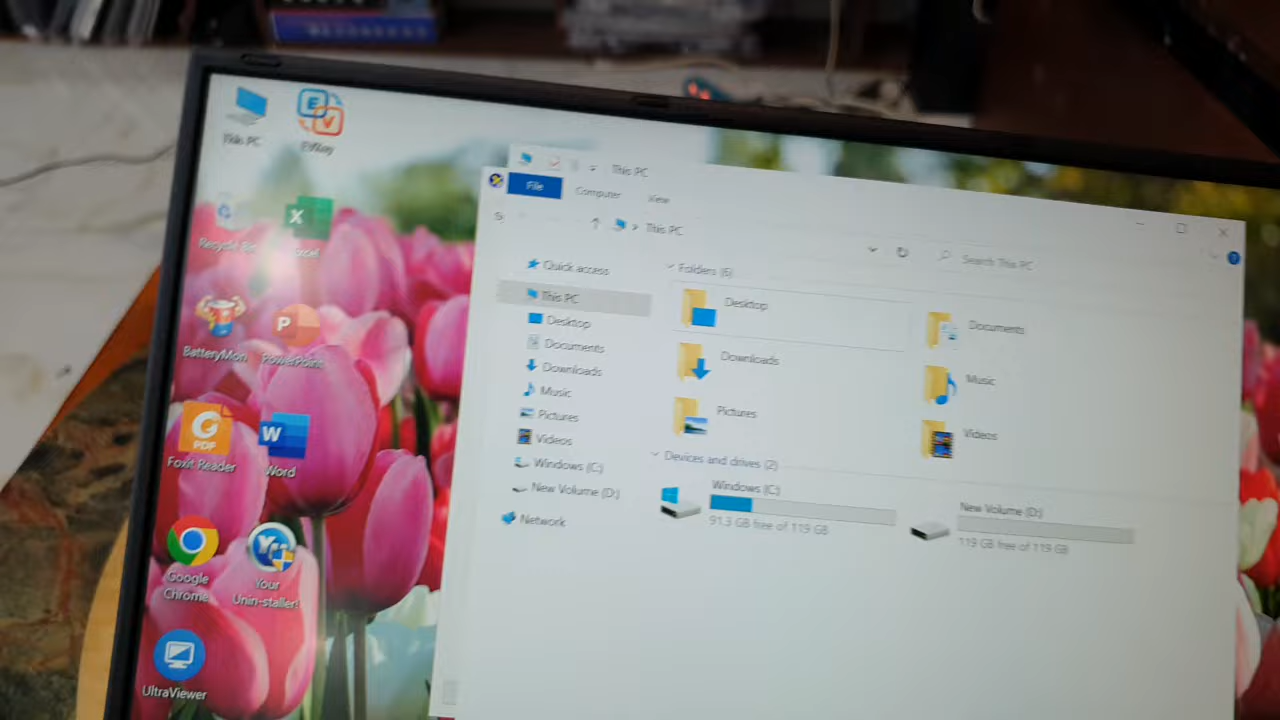 This PC
E
V
EVKey
Recycle Bin
X
Excel
BatteryMon
P
PowerPoint
PDF
Foxit Reader
W
Word
Google
Chrome
Your
Unin-staller!
UltraViewer
This PC
File
Computer
View
This PC
Search This PC
Quick access
This PC
Desktop
Documents
Downloads
Music
Pictures
Videos
Windows (C:)
New Volume (D:)
Network
Folders (6)
Desktop
Documents
Downloads
Music
Pictures
Videos
Devices and drives (2)
Windows (C:)
91.3 GB free of 119 GB
New Volume (D:)
119 GB free of 119 GB